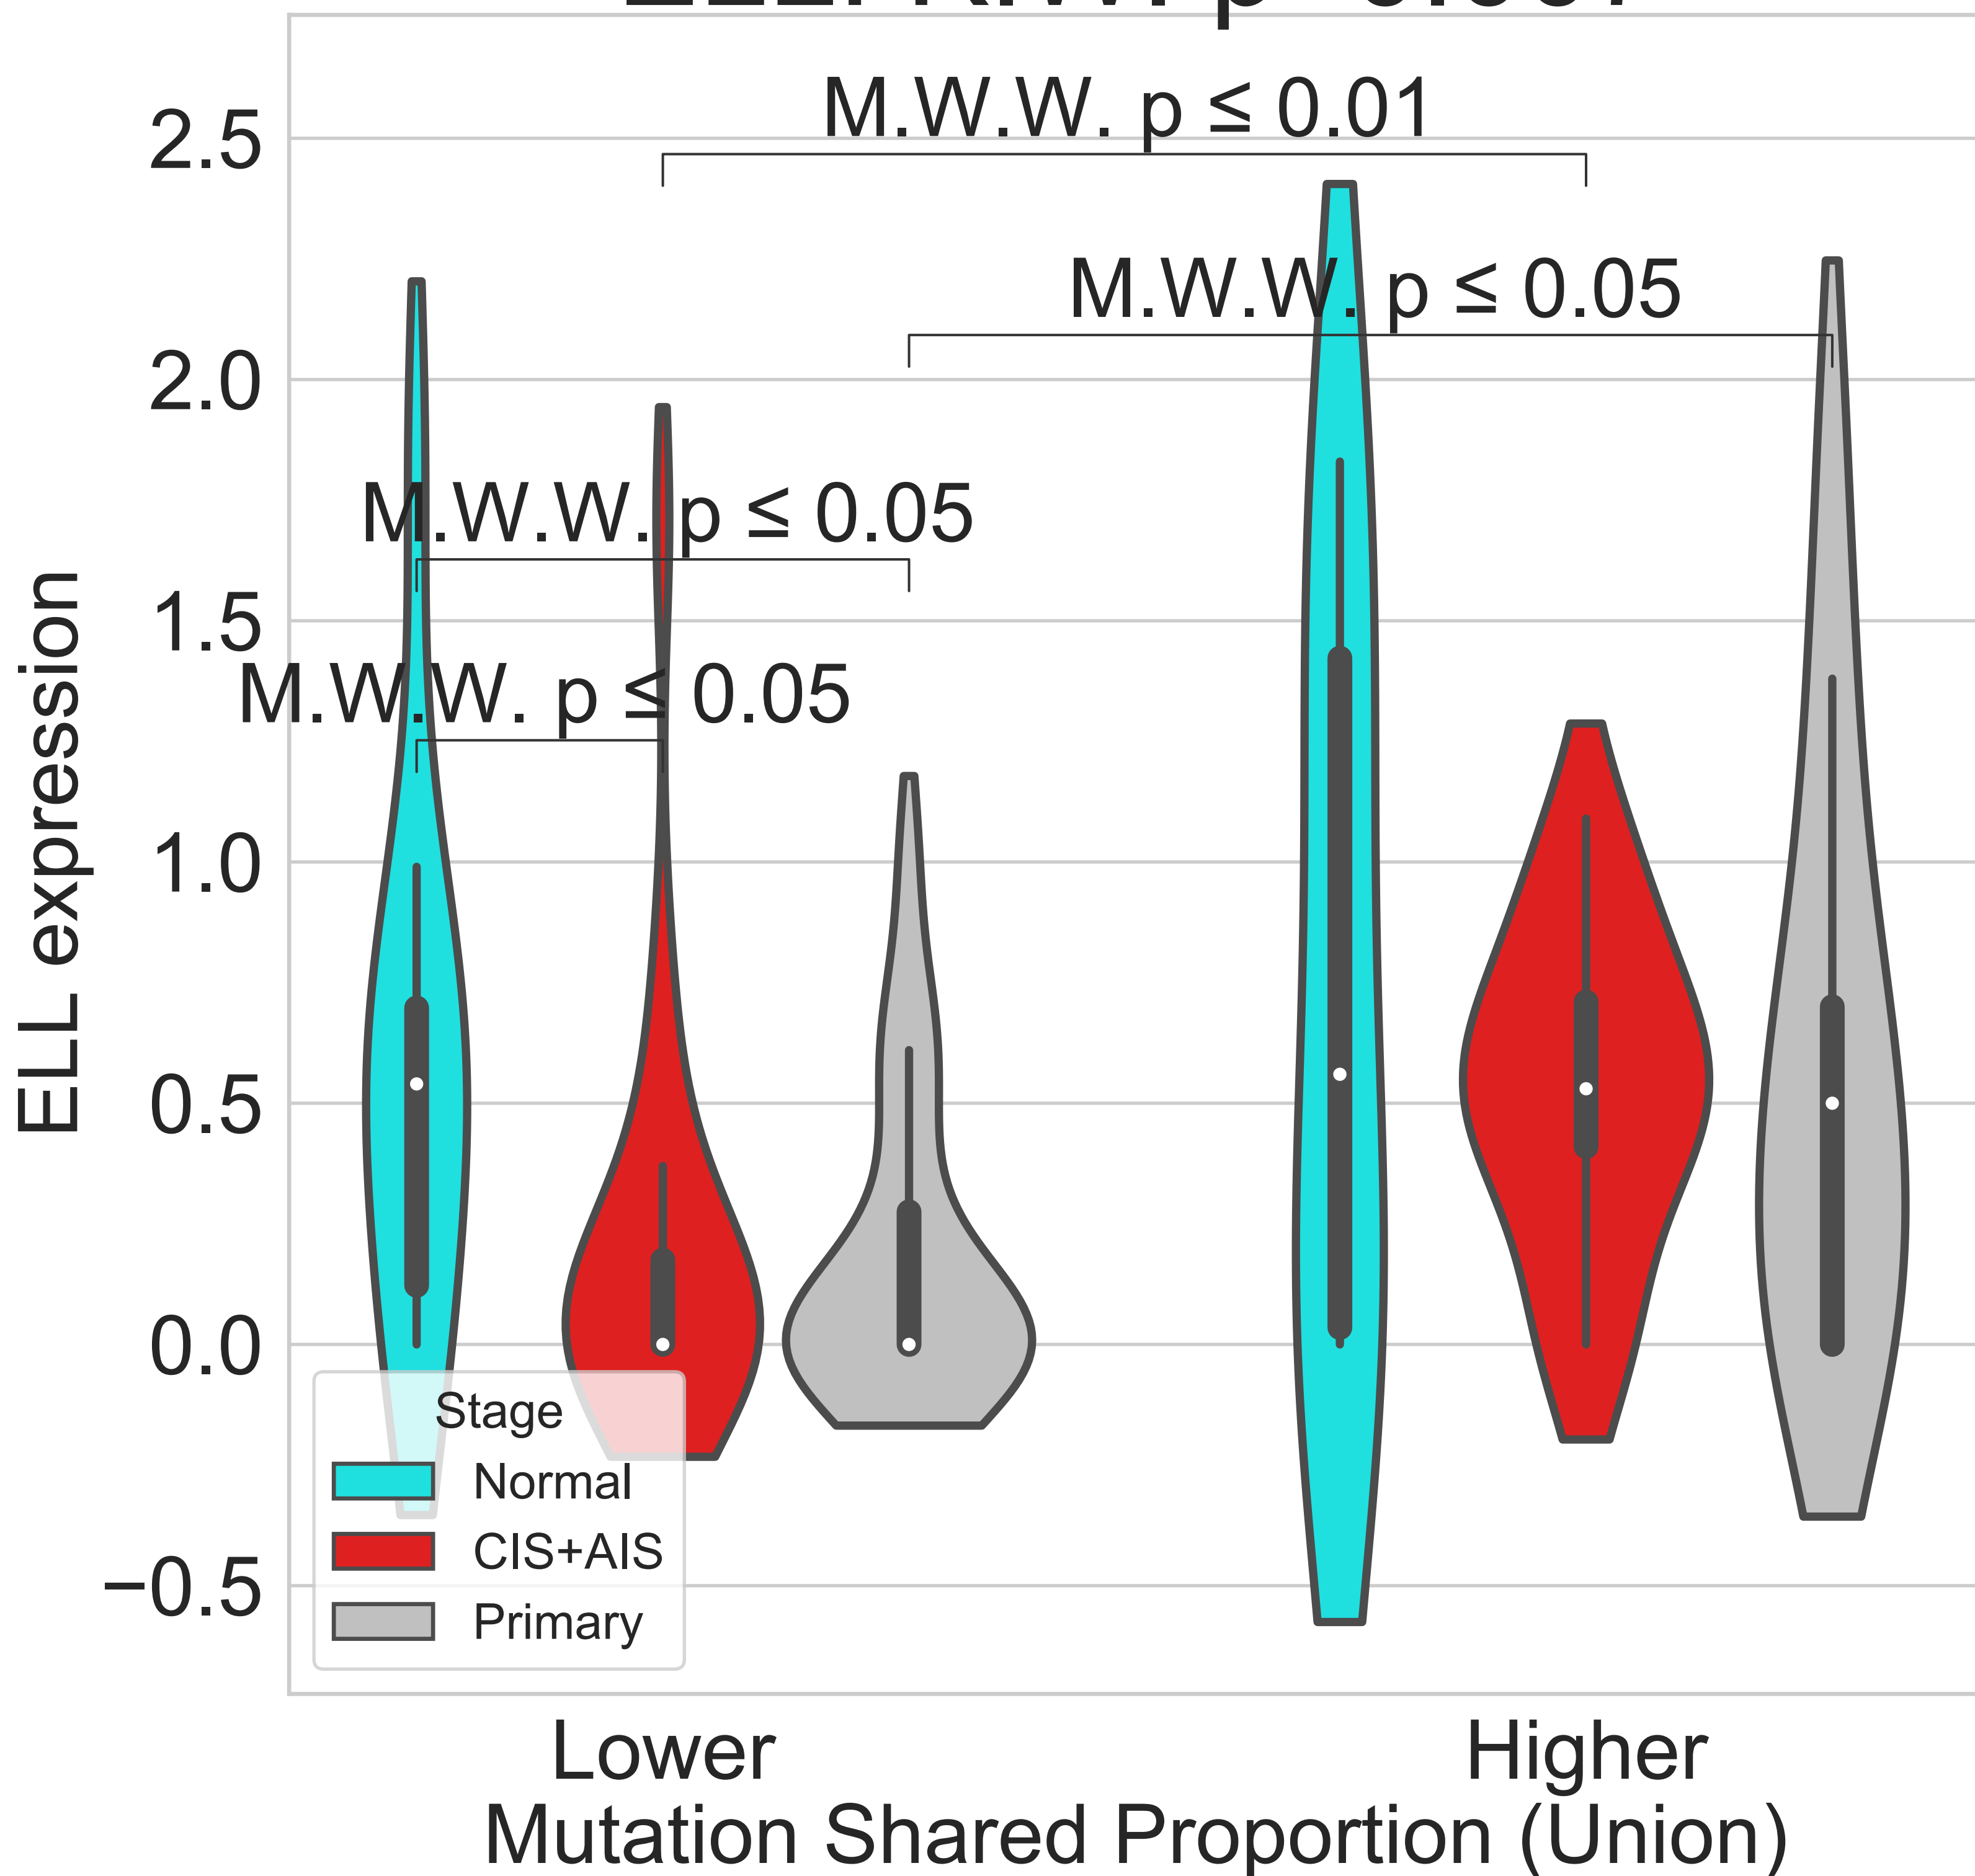 M.W.W. p ≤ 0.01
2.5
M.W.W. p ≤ 0.05
2.0
M.W.W. p ≤ 0.05
1.5
M.W.W. p ≤ 0.05
1.0
0.5
0.0
−0.5
ELL expression
Stage
Normal
CIS+AIS
Primary
Lower
Higher
Mutation Shared Proportion (Union)